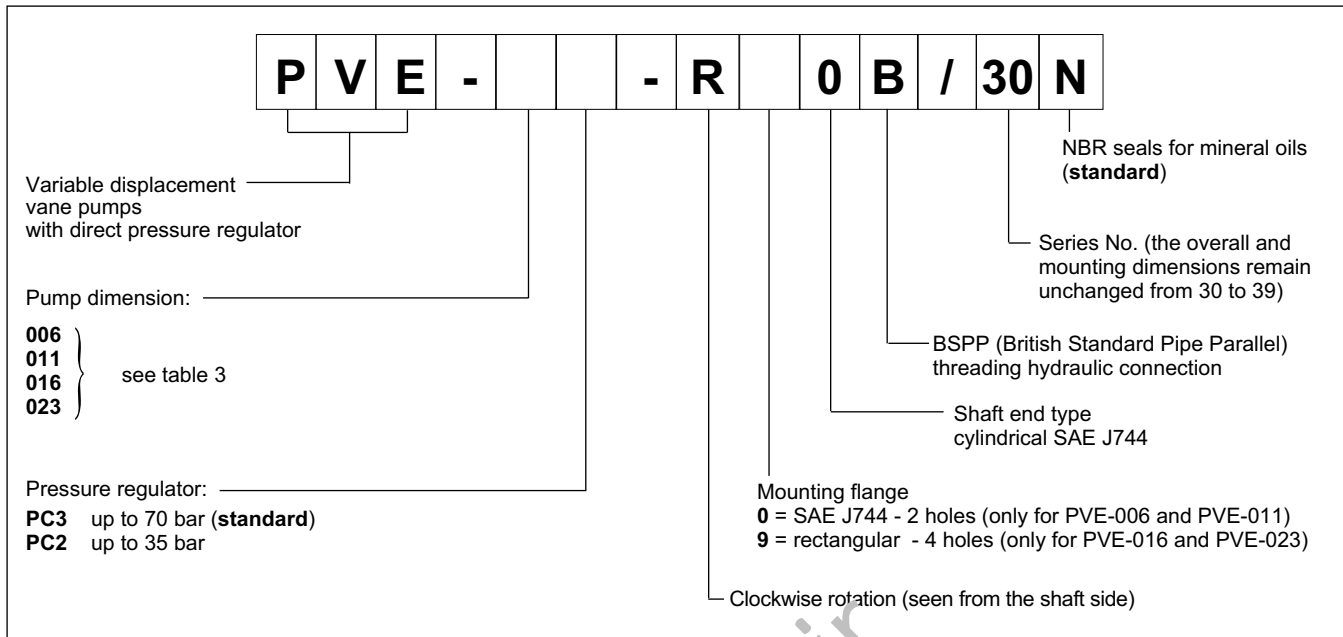 P V E - - R 0 B / 30 N
NBR seals for mineral oils
(standard)
Variable displacement
vane pumps
with direct pressure regulator
Series No. (the overall and
mounting dimensions remain
unchanged from 30 to 39)
Pump dimension:
006
011
016
023
see table 3
BSPP (British Standard Pipe Parallel)
threading hydraulic connection
Shaft end type
cylindrical SAE J744
Pressure regulator:
PC3 up to 70 bar (standard)
PC2 up to 35 bar
Mounting flange
0 = SAE J744 - 2 holes (only for PVE-006 and PVE-011)
9 = rectangular - 4 holes (only for PVE-016 and PVE-023)
Clockwise rotation (seen from the shaft side)